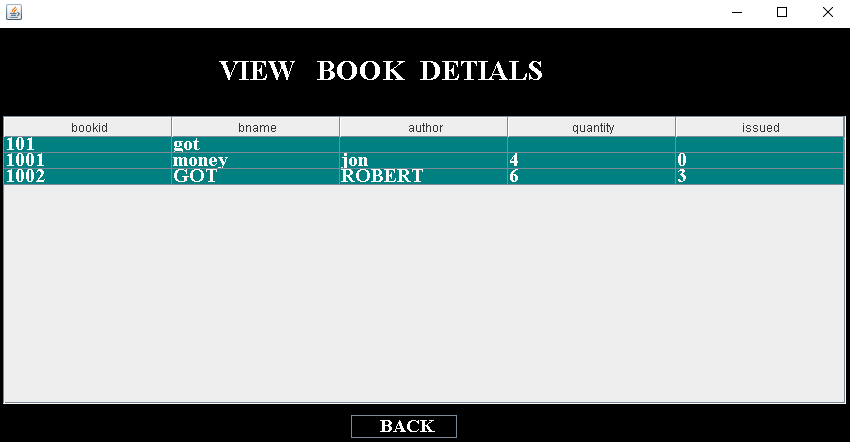 VIEW BOOK DETIALS
bookid bname author quantity issued
101 got
1001 money jon 4 0
1002 GOT ROBERT 6 3
BACK